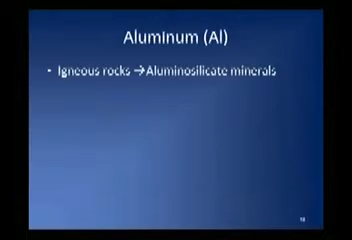 Aluminum (Al)
• Igneous rocks →Aluminosilicate minerals